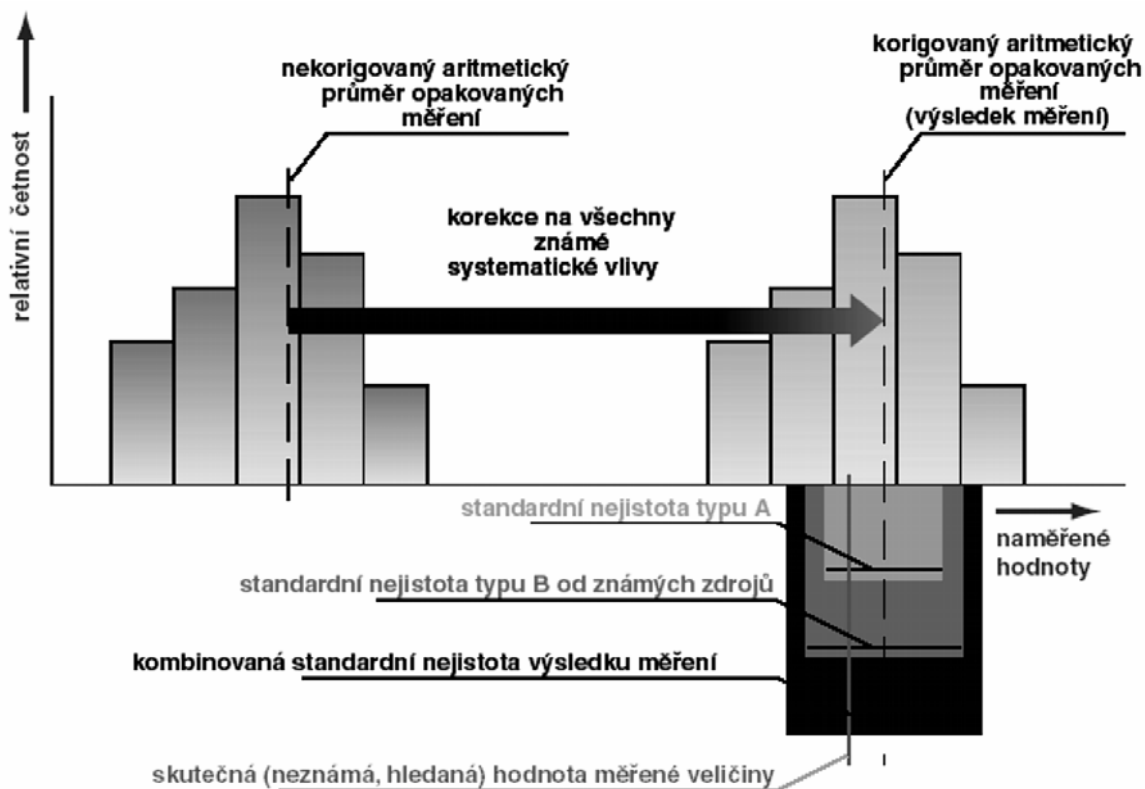 relativní četnost
nekorigovaný aritmetický
průměr opakovaných
měření
korigovaný aritmetický
průměr opakovaných
měření
(výsledek měření)
korekce na všechny
známé
systematické vlivy
standardní nejistota typu A
naměřené
hodnoty
standardní nejistota typu B od známých zdrojů
kombinovaná standardní nejistota výsledku měření
skutečná (neznámá, hledaná) hodnota měřené veličiny